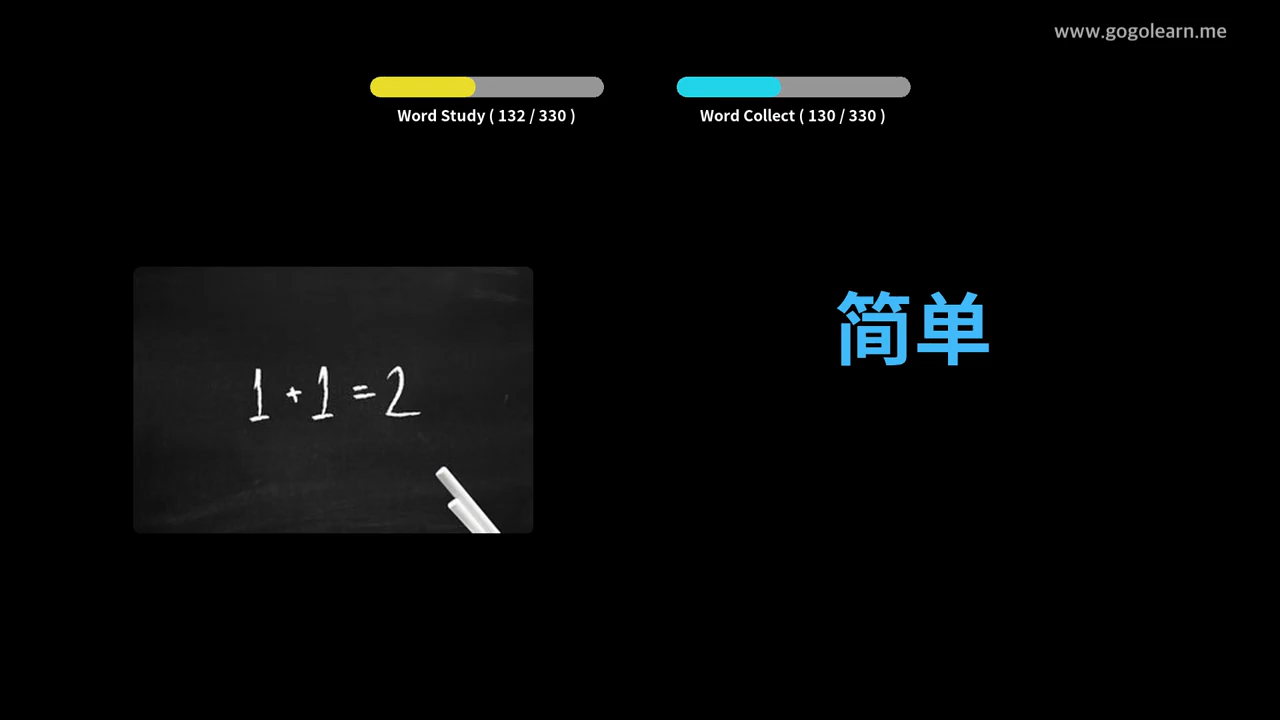 www.gogolearn.me
Word Study ( 132 / 330 )
Word Collect ( 130 / 330 )
简单
1 + 1 = 2